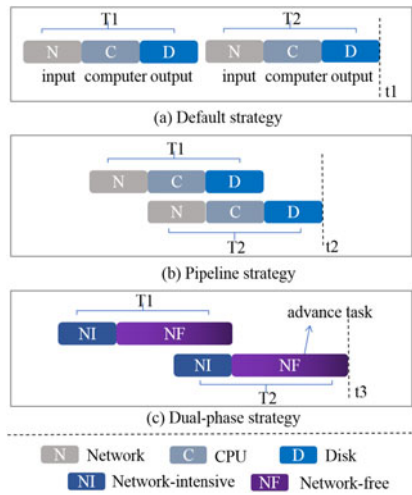 T1 T2
N C D N C D
input computer output input computer output
t1
(a) Default strategy
T1
N C D
N C D
T2
t2
(b) Pipeline strategy
T1
advance task
NI NF
NI NF
T2
t3
(c) Dual-phase strategy
N Network C CPU D Disk
NI Network-intensive NF Network-free